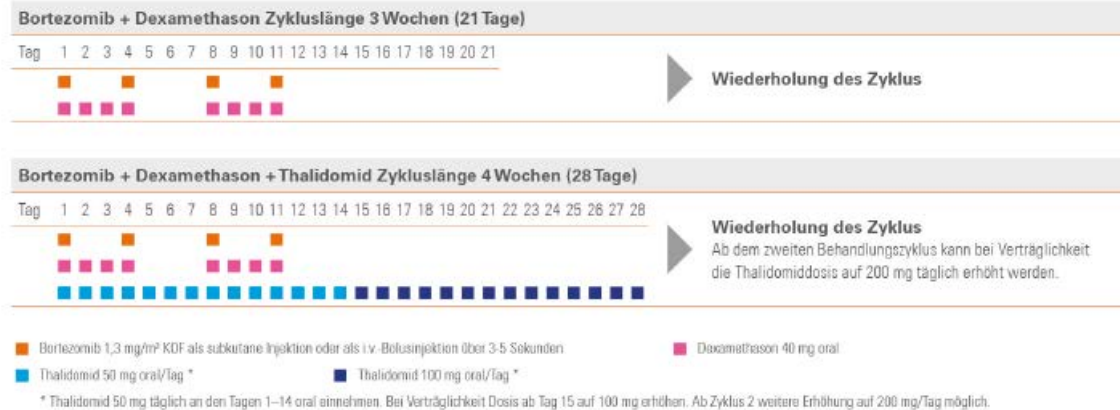 Bortezomib + Dexamethason Zykluslänge 3 Wochen (21 Tage)
Tag 1 2 3 4 5 6 7 8 9 10 11 12 13 14 15 16 17 18 19 20 21
Wiederholung des Zyklus
Bortezomib + Dexamethason + Thalidomid Zykluslänge 4 Wochen (28 Tage)
Tag 1 2 3 4 5 6 7 8 9 10 11 12 13 14 15 16 17 18 19 20 21 22 23 24 25 26 27 28
Wiederholung des Zyklus
Ab dem zweiten Behandlungszyklus kann bei Verträglichkeit
die Thalidomiddosis auf 200 mg täglich erhöht werden.
Bortezomib 1,3 mg/m² KOF als subkutane Injektion oder als i.v.-Bolusinjektion über 3-5 Sekunden
Dexamethason 40 mg oral
Thalidomid 50 mg oral/Tag *
Thalidomid 100 mg oral/Tag *
* Thalidomid 50 mg täglich an den Tagen 1–14 oral einnehmen. Bei Verträglichkeit Dosis ab Tag 15 auf 100 mg erhöhen. Ab Zyklus 2 weitere Erhöhung auf 200 mg/Tag möglich.